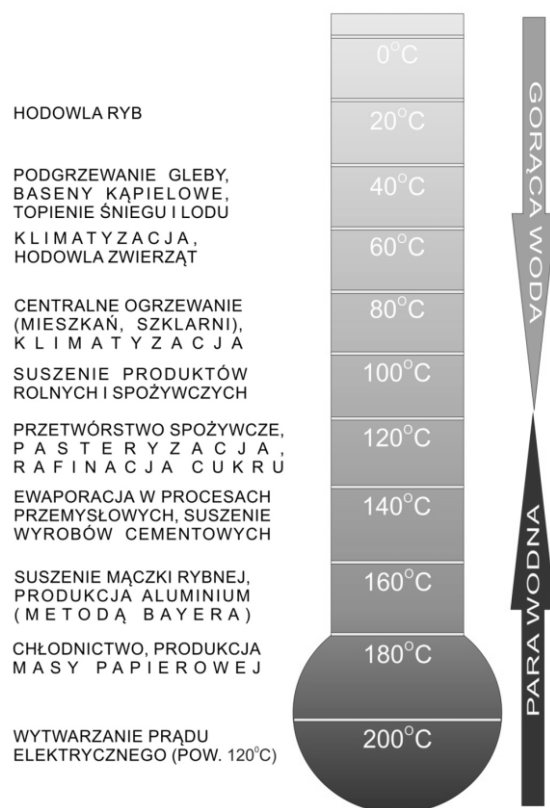 0°C
HODOWLA RYB
20°C
PODGRZEWANIE GLEBY,
BASENY KĄPIELOWE,
TOPIENIE ŚNIEGU I LODU
40°C
KLIMATYZACJA,
HODOWLA ZWIERZĄT
60°C
CENTRALNE OGRZEWANIE
(MIESZKAŃ, SZKLARNI),
KLIMATYZACJA
80°C
SUSZENIE PRODUKTÓW
ROLNYCH I SPOŻYWCZYCH
100°C
PRZETWÓRSTWO SPOŻYWCZE,
PASTERYZACJA,
RAFINACJA CUKRU
120°C
EWAPORACJA W PROCESACH
PRZEMYSŁOWYCH, SUSZENIE
WYROBÓW CEMENTOWYCH
140°C
SUSZENIE MĄCZKI RYBNEJ,
PRODUKCJA ALUMINIUM
(METODĄ BAYERA)
160°C
CHŁODNICTWO, PRODUKCJA
MASY PAPIEROWEJ
180°C
WYTWARZANIE PRĄDU
ELEKTRYCZNEGO (POW. 120°C)
200°C
GORĄCA WODA
PARA WODNA